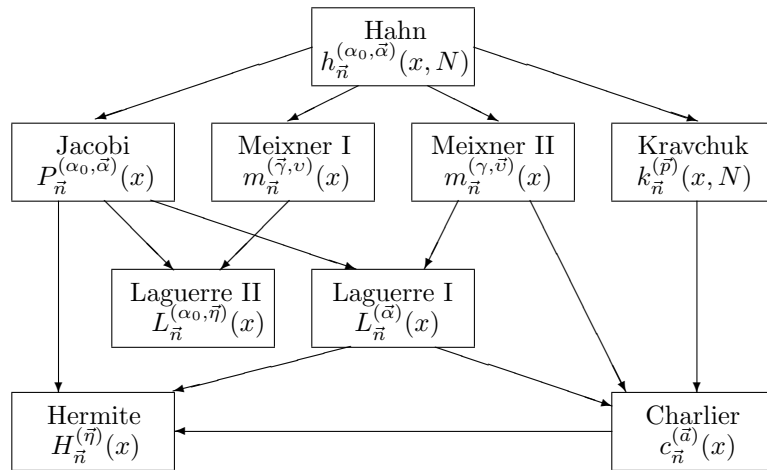 Hahn
$h_{\vec{n}}^{(\alpha_0,\vec{\alpha})}(x, N)$
Jacobi
$P_{\vec{n}}^{(\alpha_0,\vec{\alpha})}(x)$
Meixner I
$m_{\vec{n}}^{(\vec{\gamma},\upsilon)}(x)$
Meixner II
$m_{\vec{n}}^{(\gamma,\vec{\upsilon})}(x)$
Kravchuk
$k_{\vec{n}}^{(\vec{p})}(x, N)$
Laguerre II
$L_{\vec{n}}^{(\alpha_0,\vec{\eta})}(x)$
Laguerre I
$L_{\vec{n}}^{(\vec{\alpha})}(x)$
Hermite
$H_{\vec{n}}^{(\vec{\eta})}(x)$
Charlier
$c_{\vec{n}}^{(\vec{a})}(x)$